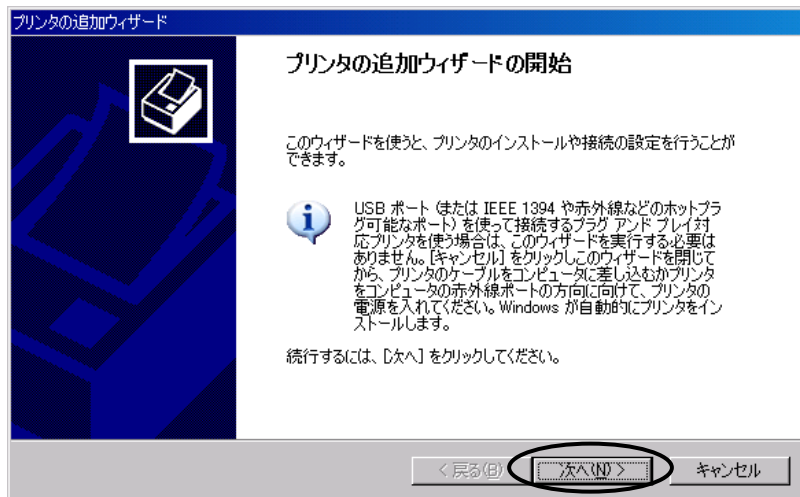 プリンタの追加ウィザード
プリンタの追加ウィザードの開始
このウィザードを使うと、プリンタのインストールや接続の設定を行うことが
できます。
USB ポート (または IEEE 1394 や赤外線などのホットプラ
グ可能なポート) を使って接続するプラグ アンド プレイ対
応プリンタを使う場合は、このウィザードを実行する必要は
ありません。[キャンセル] をクリックしこのウィザードを閉じて
から、プリンタのケーブルをコンピュータに差し込むかプリンタ
をコンピュータの赤外線ポートの方向に向けて、プリンタの
電源を入れてください。Windows が自動的にプリンタをイン
ストールします。
続行するには、[次へ] をクリックしてください。
< 戻る(B)
次へ(N) >
キャンセル